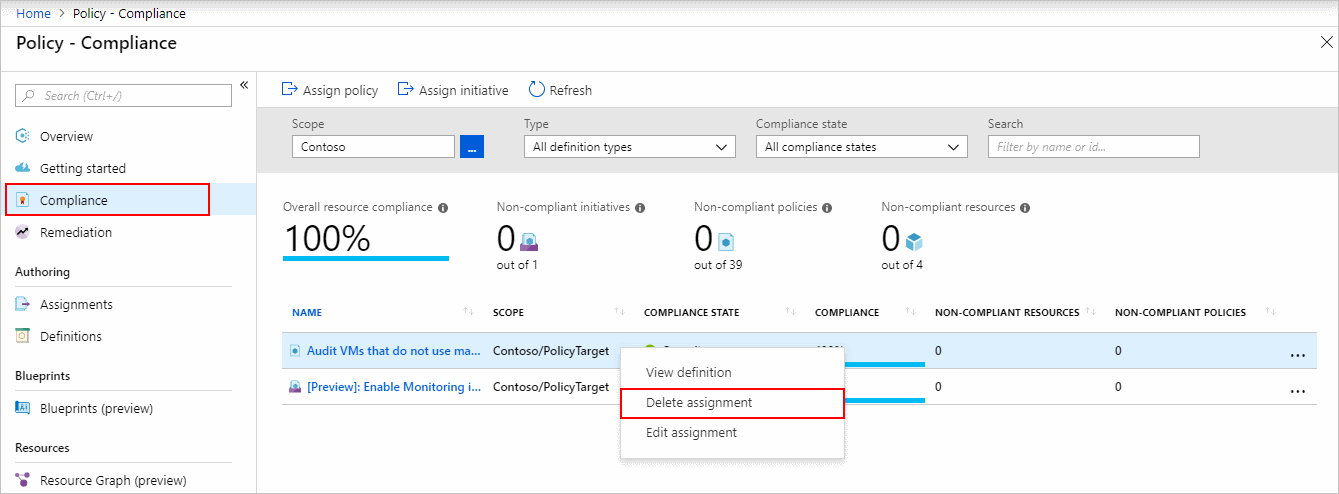 Home > Policy - Compliance
Policy - Compliance
Search (Ctrl+/)
Overview
Getting started
Compliance
Remediation
Authoring
Assignments
Definitions
Blueprints
Blueprints (preview)
Resources
Resource Graph (preview)
Assign policy Assign initiative Refresh
Scope Type Compliance state Search
Contoso ... All definition types All compliance states Filter by name or id...
Overall resource compliance Non-compliant initiatives Non-compliant policies Non-compliant resources
100% 0 0 0
out of 1 out of 39 out of 4
NAME SCOPE COMPLIANCE STATE COMPLIANCE NON-COMPLIANT RESOURCES NON-COMPLIANT POLICIES
Audit VMs that do not use ma... Contoso/PolicyTarget 0 0 ...
[Preview]: Enable Monitoring i... Contoso/PolicyTarget 0 0 ...
View definition
Delete assignment
Edit assignment